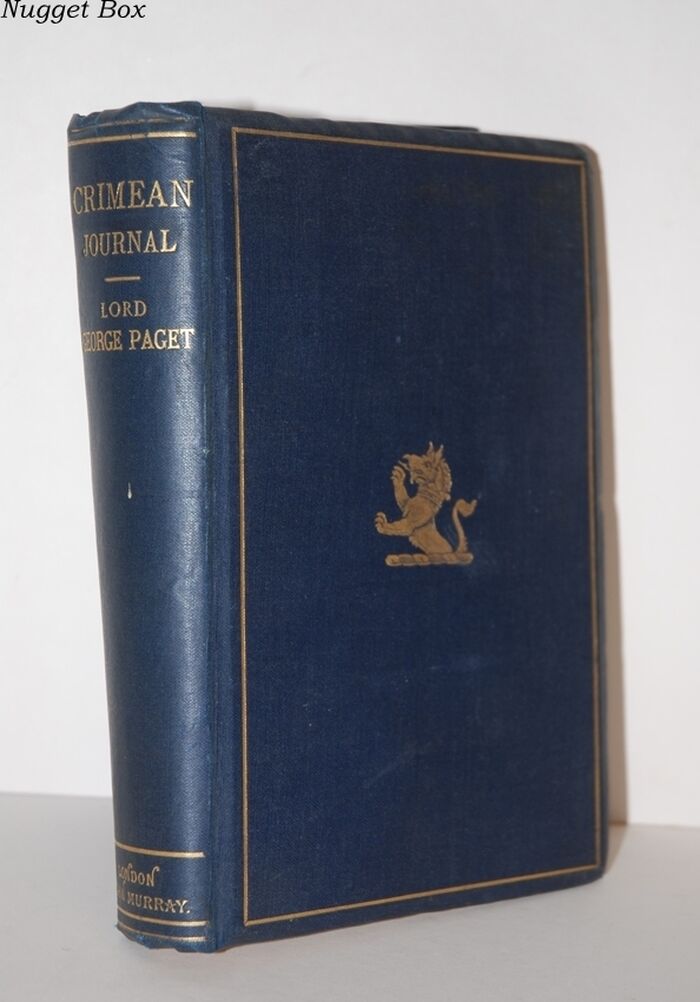 Nugget Box
CRIMEAN
JOURNAL
LORD
GEORGE PAGET
LONDON
MURRAY.